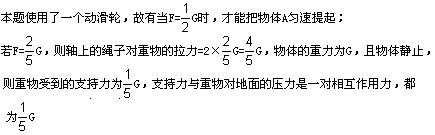 本题使用了一个动滑轮，故有当F=1/2G时，才能把物体A匀速提起；
若F=2/5G，则轴上的绳子对重物的拉力=2×2/5G=4/5G，物体的重力为G，且物体静止，
则重物受到的支持力为1/5G，支持力与重物对地面的压力是一对相互作用力，都
为1/5G